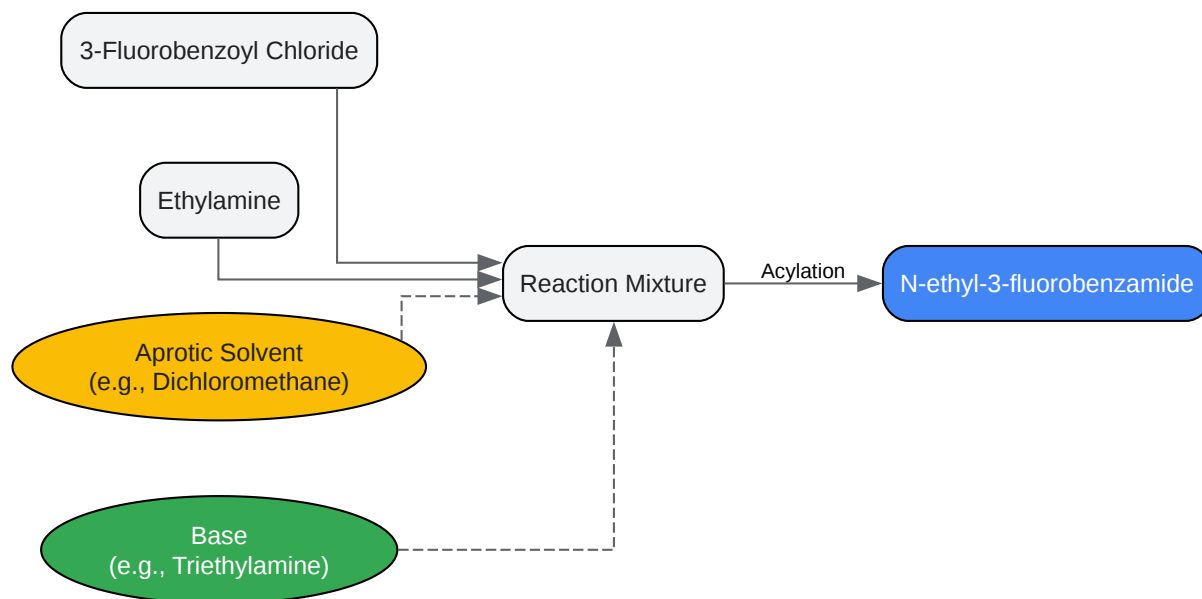 3-Fluorobenzoyl Chloride
Ethylamine
Reaction Mixture
Acylation
N-ethyl-3-fluorobenzamide
Aprotic Solvent
(e.g., Dichloromethane)
Base
(e.g., Triethylamine)